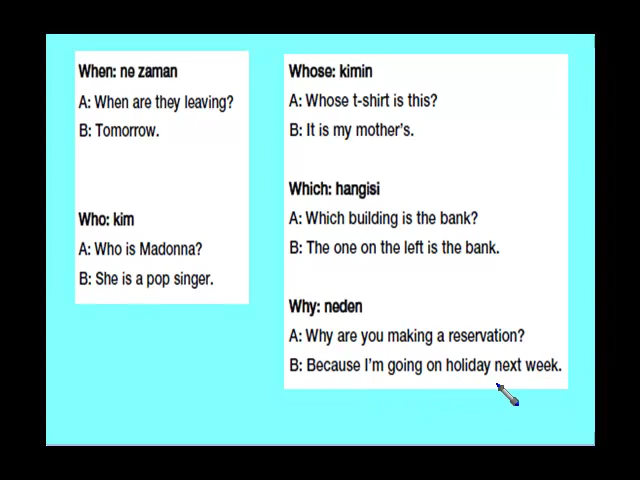 When: ne zaman
A: When are they leaving?
B: Tomorrow.
Who: kim
A: Who is Madonna?
B: She is a pop singer.
Whose: kimin
A: Whose t-shirt is this?
B: It is my mother's.
Which: hangisi
A: Which building is the bank?
B: The one on the left is the bank.
Why: neden
A: Why are you making a reservation?
B: Because I'm going on holiday next week.